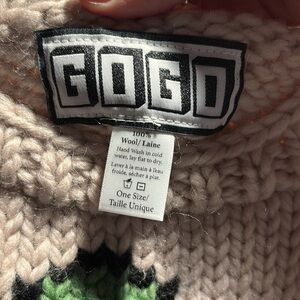 GOGO
100%
Wool/Laine
Hand Wash in cold
water, lay flat to dry.
Laver à la main à l'eau
froide, sécher à plat.
One Size/
Taille Unique